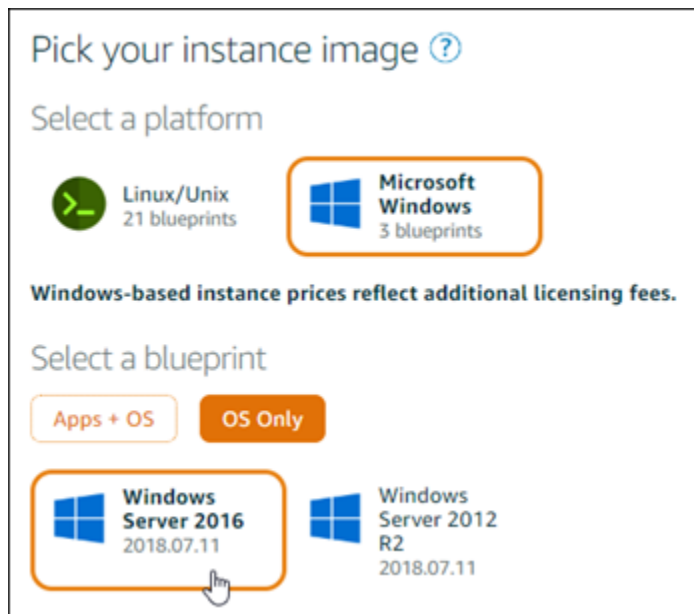 Pick your instance image ?
Select a platform
Linux/Unix
21 blueprints
Microsoft
Windows
3 blueprints
Windows-based instance prices reflect additional licensing fees.
Select a blueprint
Apps + OS
OS Only
Windows
Server 2016
2018.07.11
Windows
Server 2012
R2
2018.07.11